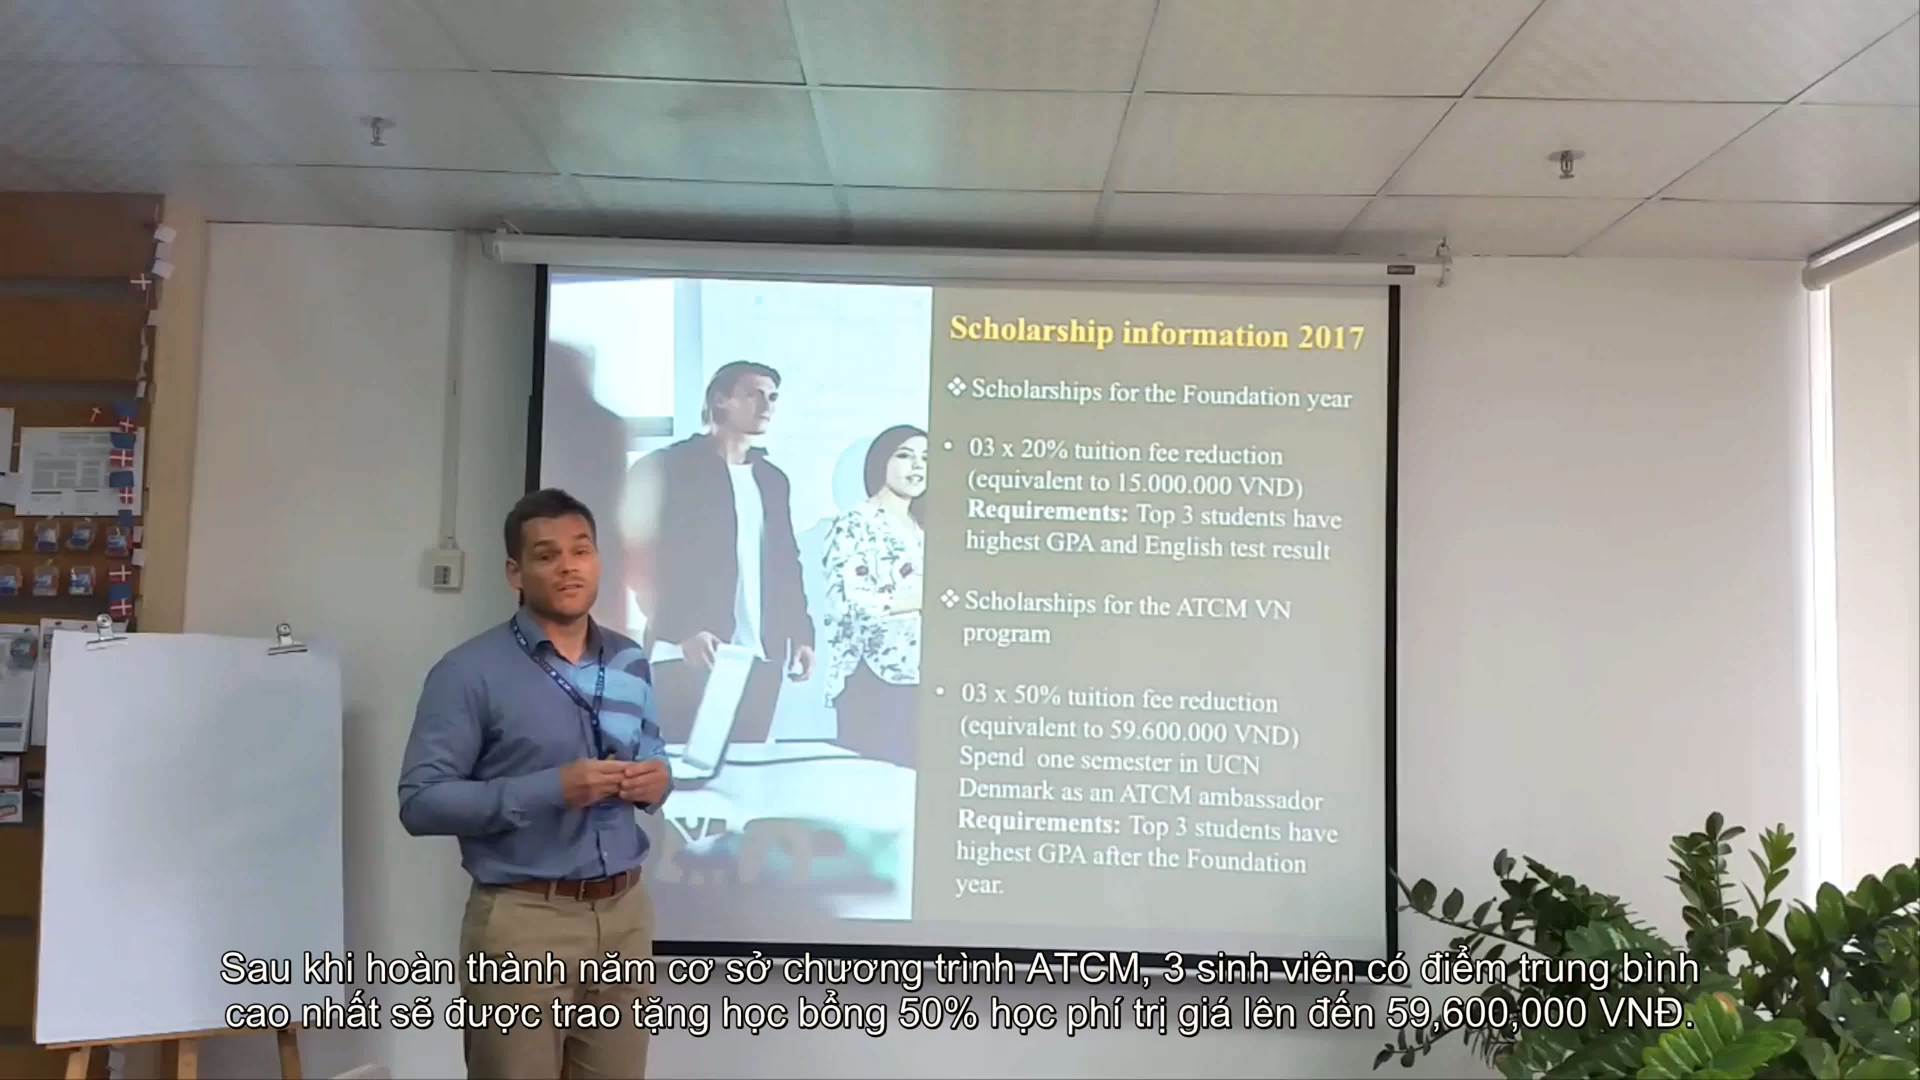 Scholarship information 2017
❖ Scholarships for the Foundation year
• 03 x 20% tuition fee reduction
(equivalent to 15.000.000 VND)
Requirements: Top 3 students have
highest GPA and English test result
❖ Scholarships for the ATCM VN
program
• 03 x 50% tuition fee reduction
(equivalent to 59.600.000 VND)
Spend one semester in UCN
Denmark as an ATCM ambassador
Requirements: Top 3 students have
highest GPA after the Foundation
year.
Sau khi hoàn thành năm cơ sở chương trình ATCM, 3 sinh viên có điểm trung bình
cao nhất sẽ được trao tặng học bổng 50% học phí trị giá lên đến 59,600,000 VNĐ.